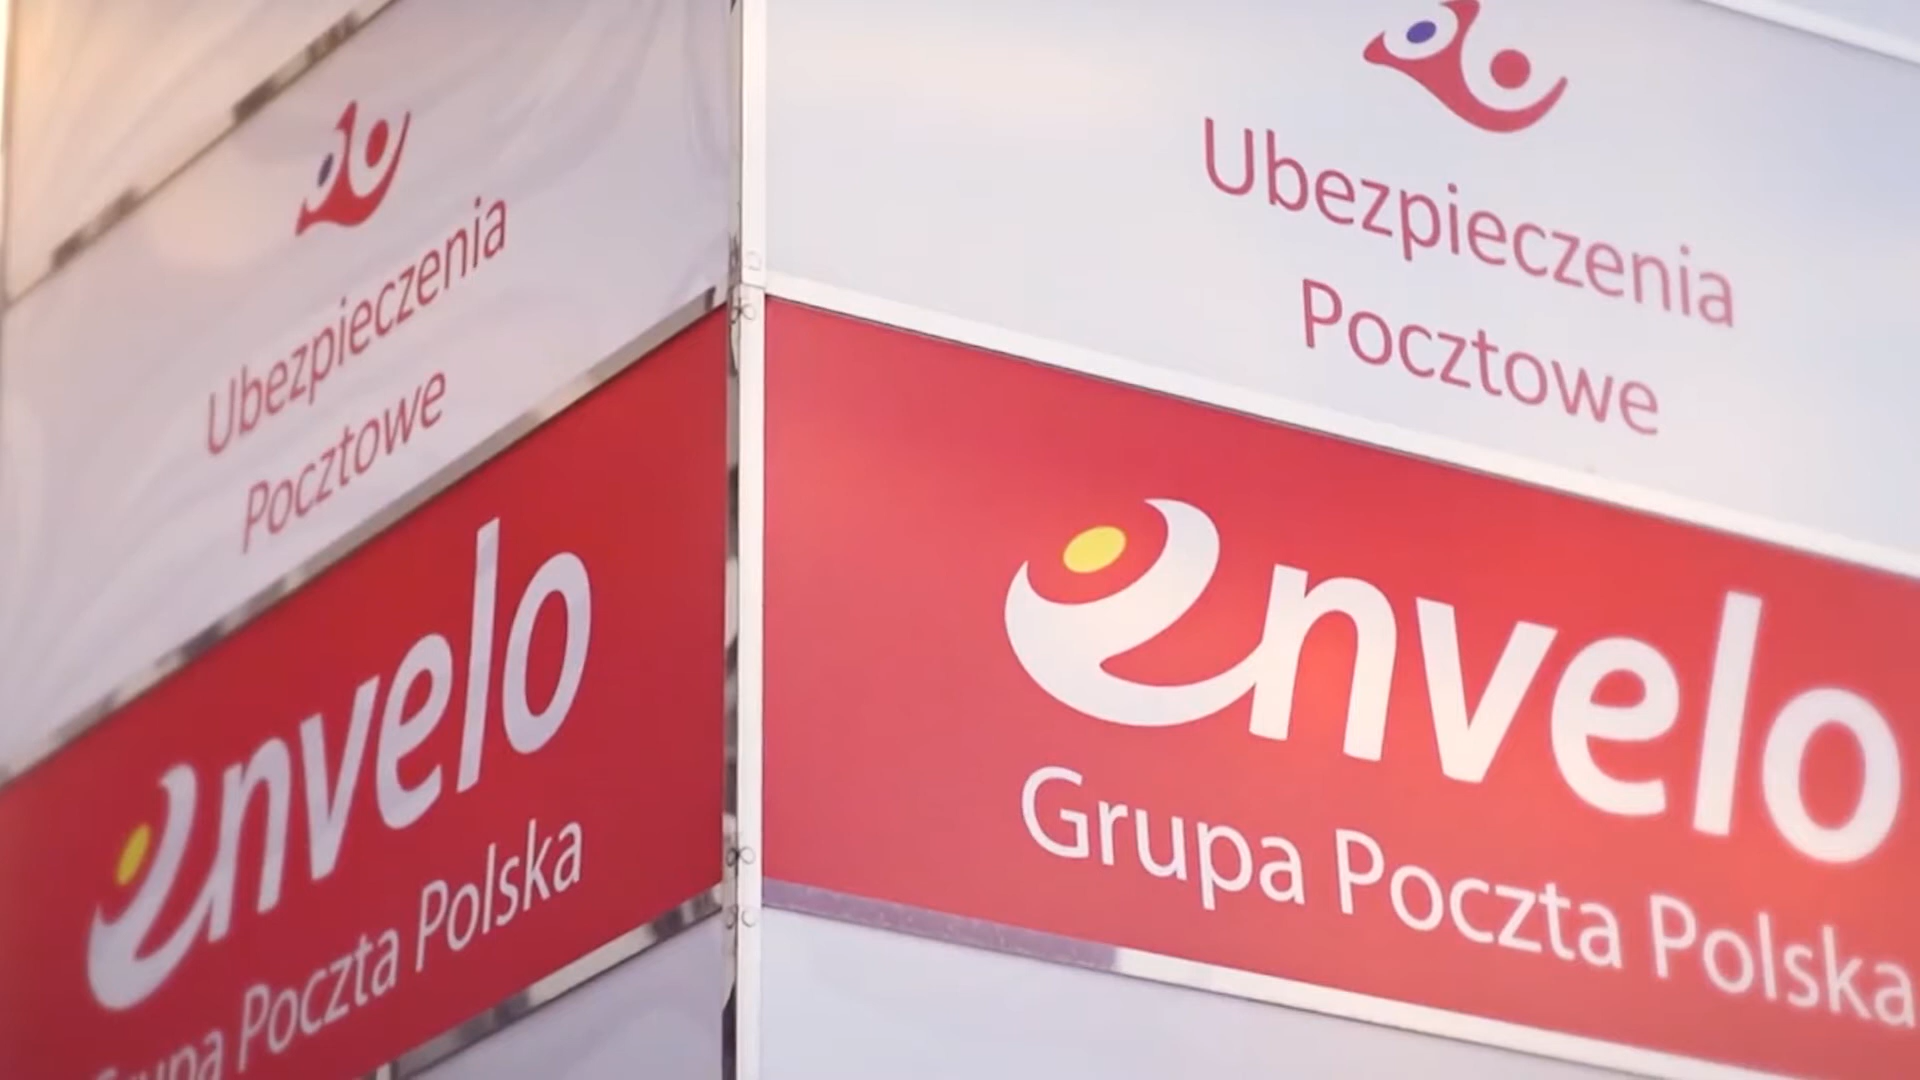 Ubezpieczenia
Pocztowe
envelo
Grupa Poczta Polska
Ubezpieczenia
Pocztowe
envelo
Grupa Poczta Polska